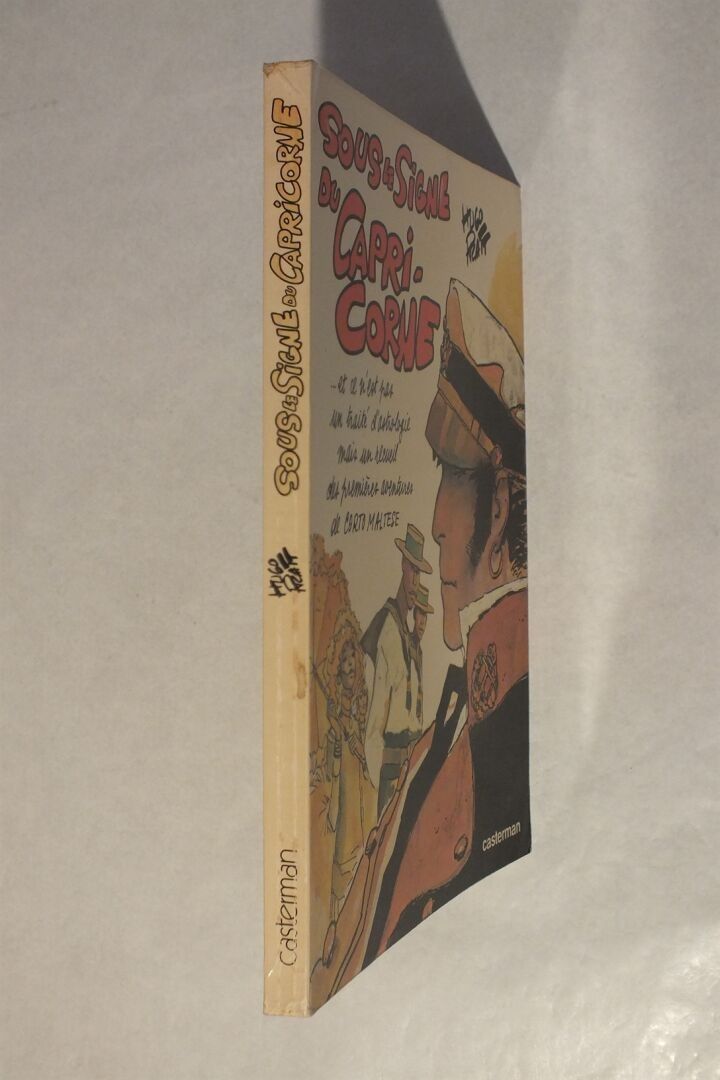 SOUS LE SIGNE DU CAPRICORNE
HUGO PRATT
casterman
SOUS LE SIGNE
DU
CAPRI-
CORNE
HUGO
PRATT
...et ce n'est pas
un traité d'astrologie
mais un recueil
des premières aventures
de CORTO MALTESE
casterman